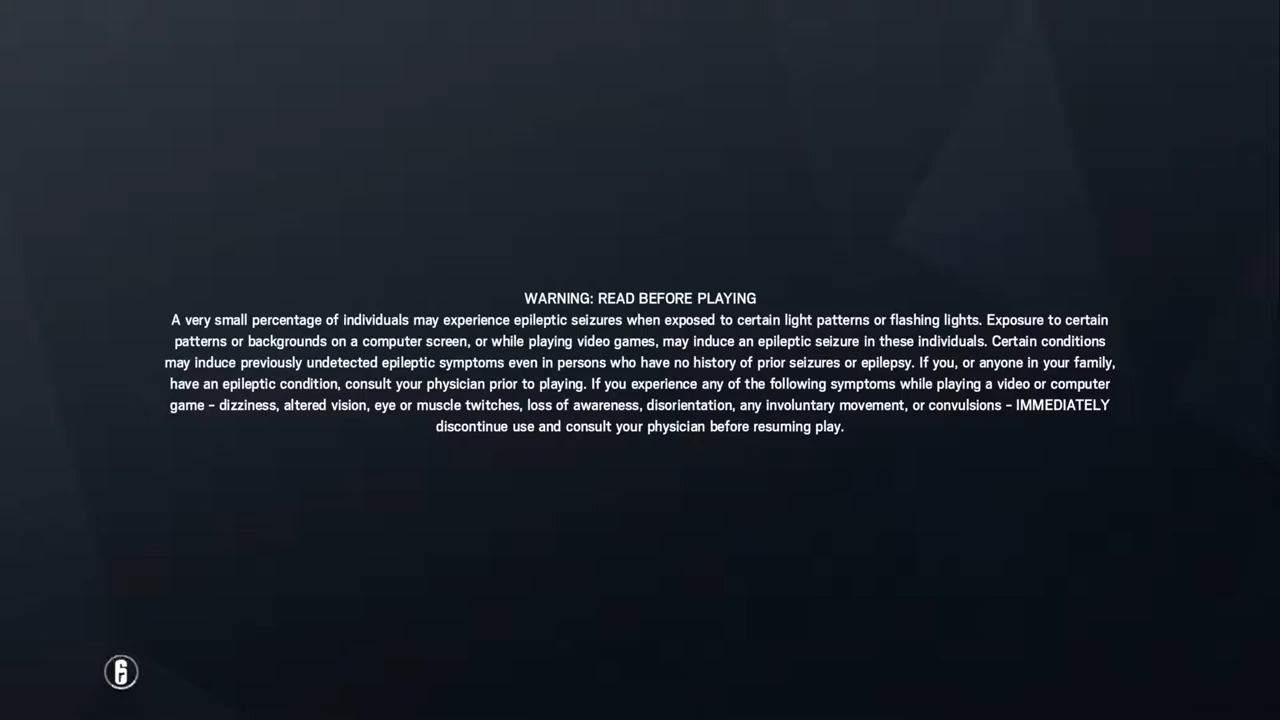 WARNING: READ BEFORE PLAYING
A very small percentage of individuals may experience epileptic seizures when exposed to certain light patterns or flashing lights. Exposure to certain
patterns or backgrounds on a computer screen, or while playing video games, may induce an epileptic seizure in these individuals. Certain conditions
may induce previously undetected epileptic symptoms even in persons who have no history of prior seizures or epilepsy. If you, or anyone in your family,
have an epileptic condition, consult your physician prior to playing. If you experience any of the following symptoms while playing a video or computer
game - dizziness, altered vision, eye or muscle twitches, loss of awareness, disorientation, any involuntary movement, or convulsions - IMMEDIATELY
discontinue use and consult your physician before resuming play.
6